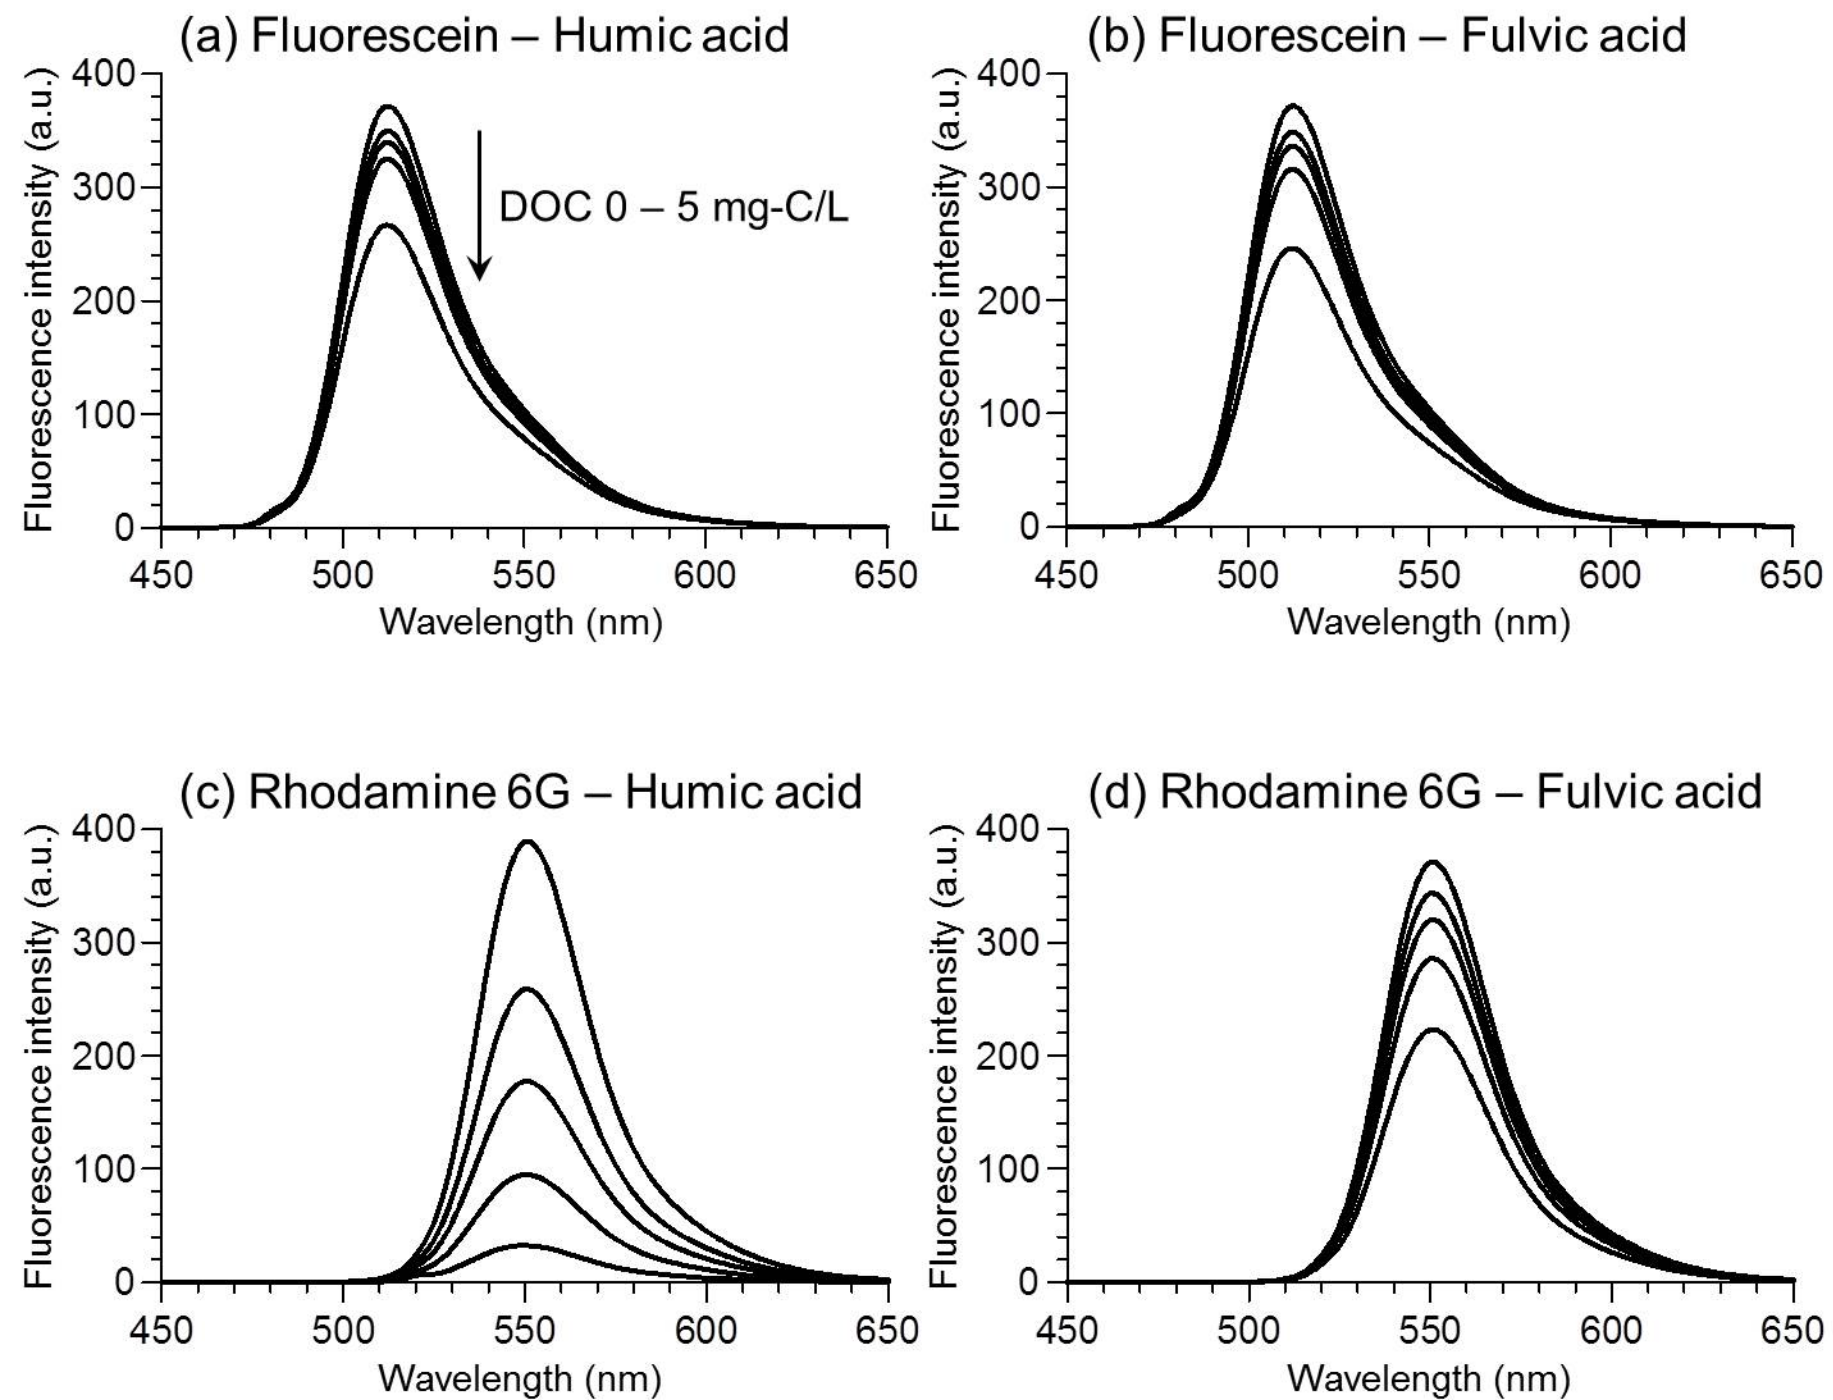 (a) Fluorescein – Humic acid
Fluorescence intensity (a.u.)
400
300
200
100
0
DOC 0 – 5 mg-C/L
450 500 550 600 650
Wavelength (nm)
(b) Fluorescein – Fulvic acid
Fluorescence intensity (a.u.)
400
300
200
100
0
450 500 550 600 650
Wavelength (nm)
(c) Rhodamine 6G – Humic acid
Fluorescence intensity (a.u.)
400
300
200
100
0
450 500 550 600 650
Wavelength (nm)
(d) Rhodamine 6G – Fulvic acid
Fluorescence intensity (a.u.)
400
300
200
100
0
450 500 550 600 650
Wavelength (nm)